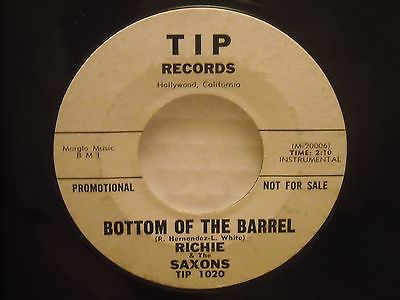 TIP
RECORDS
Hollywood, California
Marglo Music
B M I
(M-20006)
TIME: 2:10
INSTRUMENTAL
PROMOTIONAL NOT FOR SALE
BOTTOM OF THE BARREL
(R. Hernandez-L. White)
RICHIE
& The
SAXONS
TIP 1020